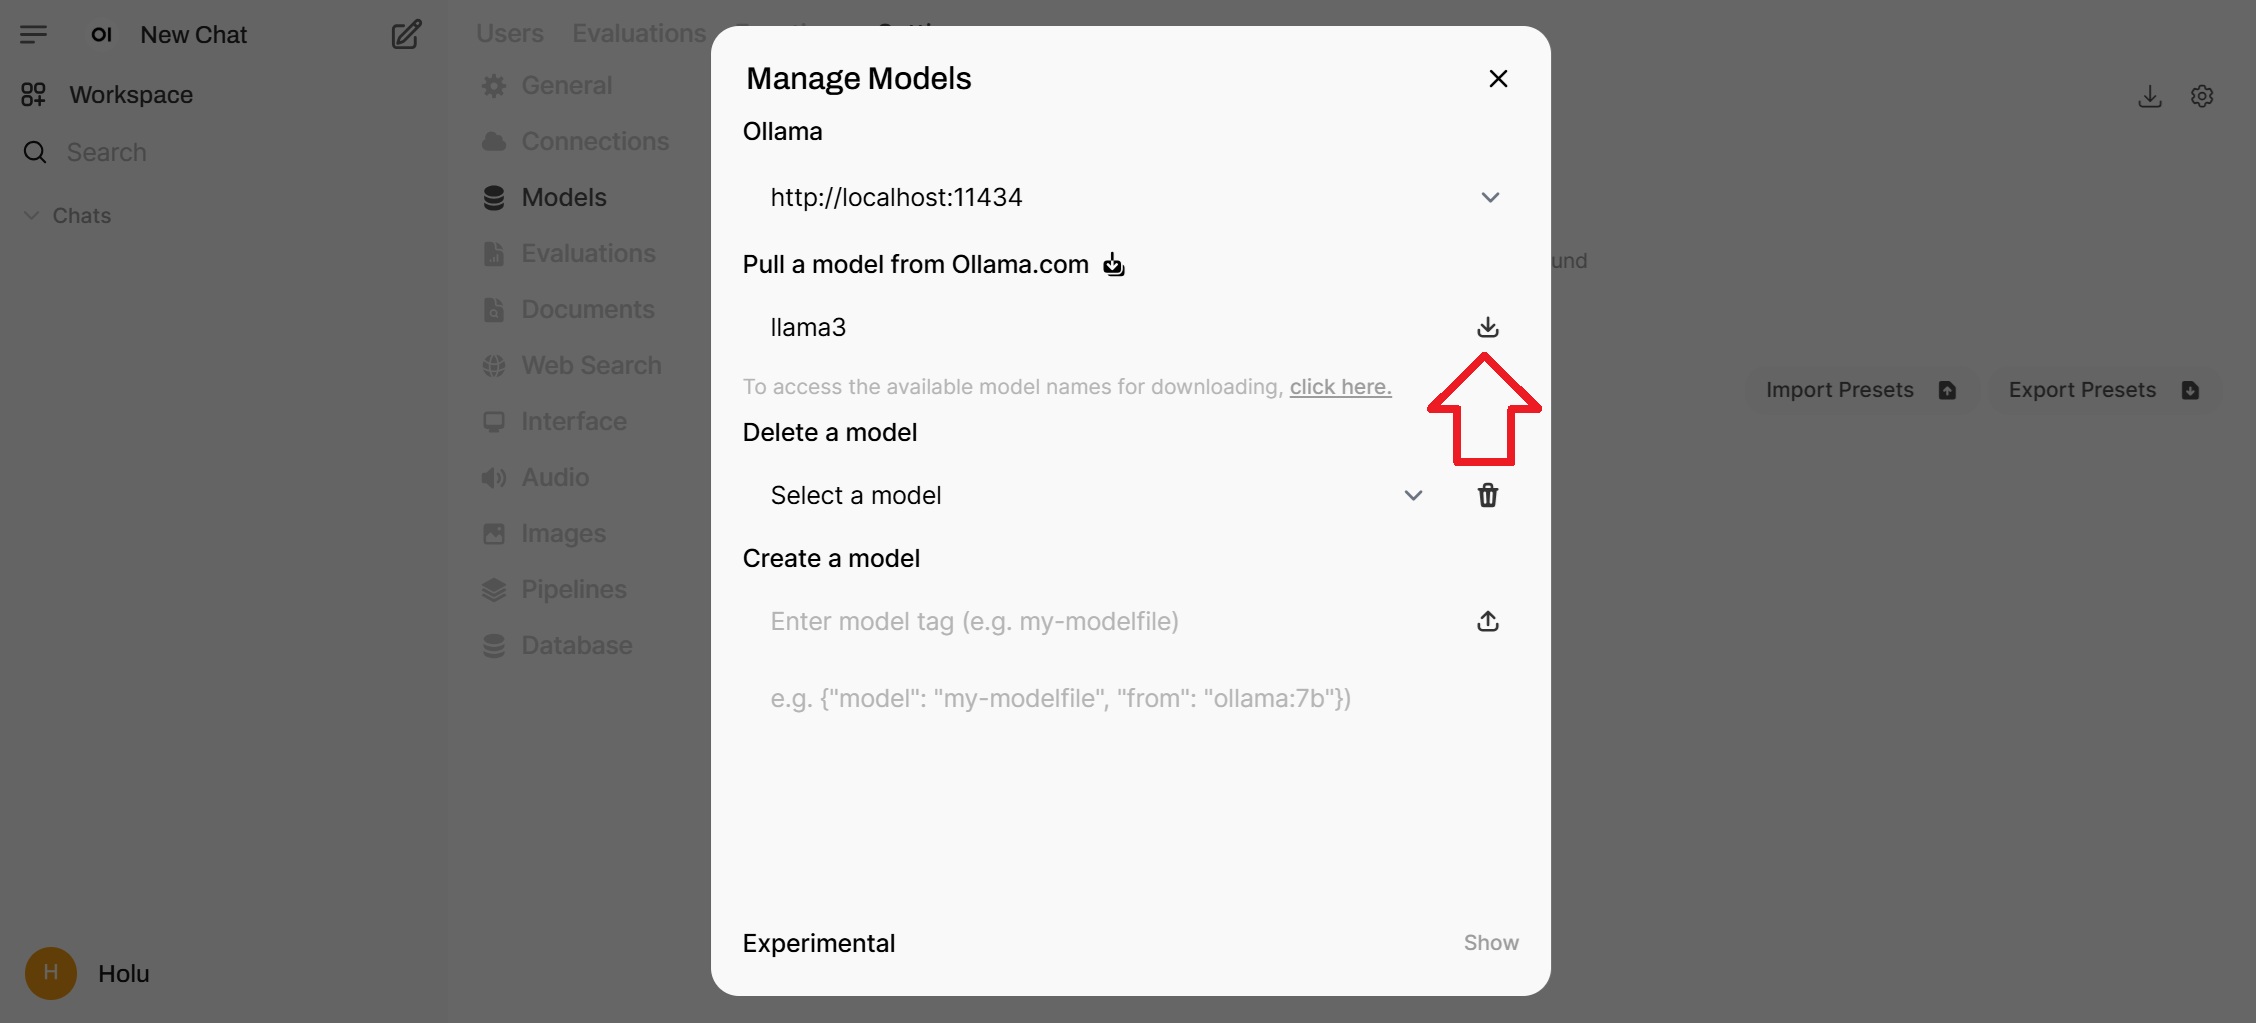 OI New Chat
Workspace
Search
Chats
Holu
Users Evaluations
General
Connections
Models
Evaluations
Documents
Web Search
Interface
Audio
Images
Pipelines
Database
Manage Models
Ollama
http://localhost:11434
Pull a model from Ollama.com
llama3
To access the available model names for downloading, click here.
Delete a model
Select a model
Create a model
Enter model tag (e.g. my-modelfile)
e.g. {"model": "my-modelfile", "from": "ollama:7b"})
Experimental Show
und
Import Presets Export Presets
H